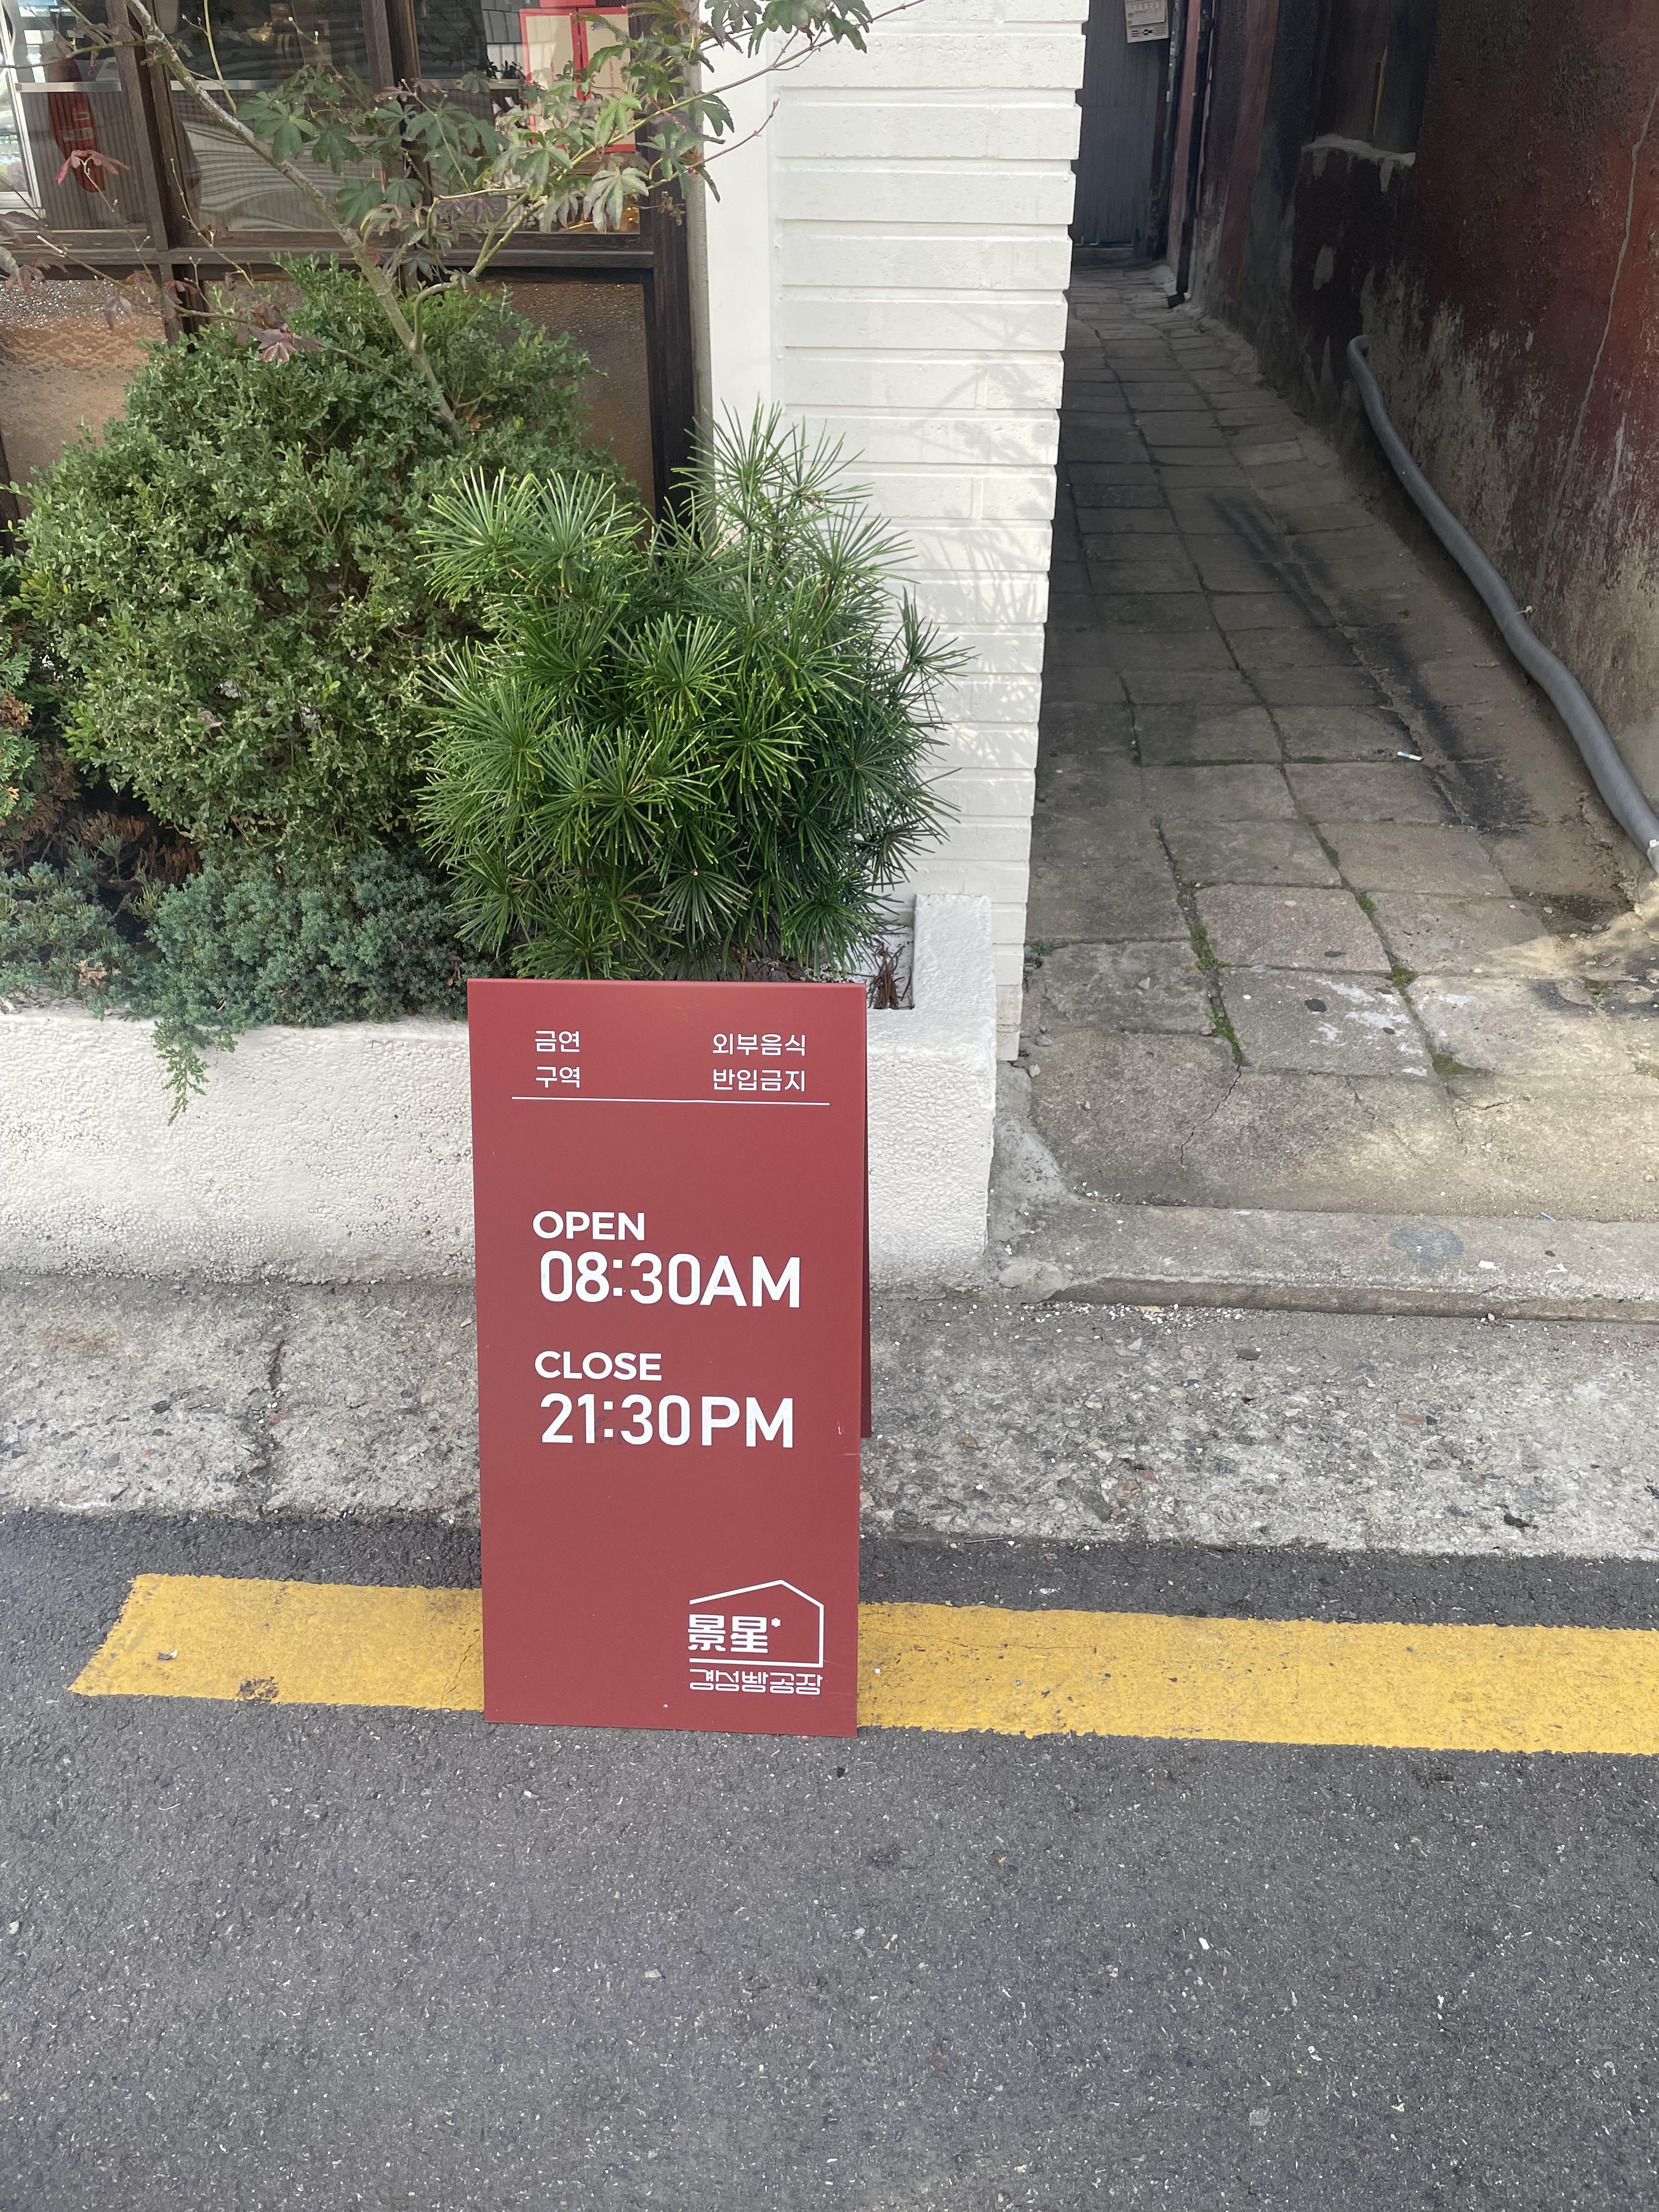 금연 외부음식
구역 반입금지
OPEN
08:30AM
CLOSE
21:30PM
景星
경성빵공장